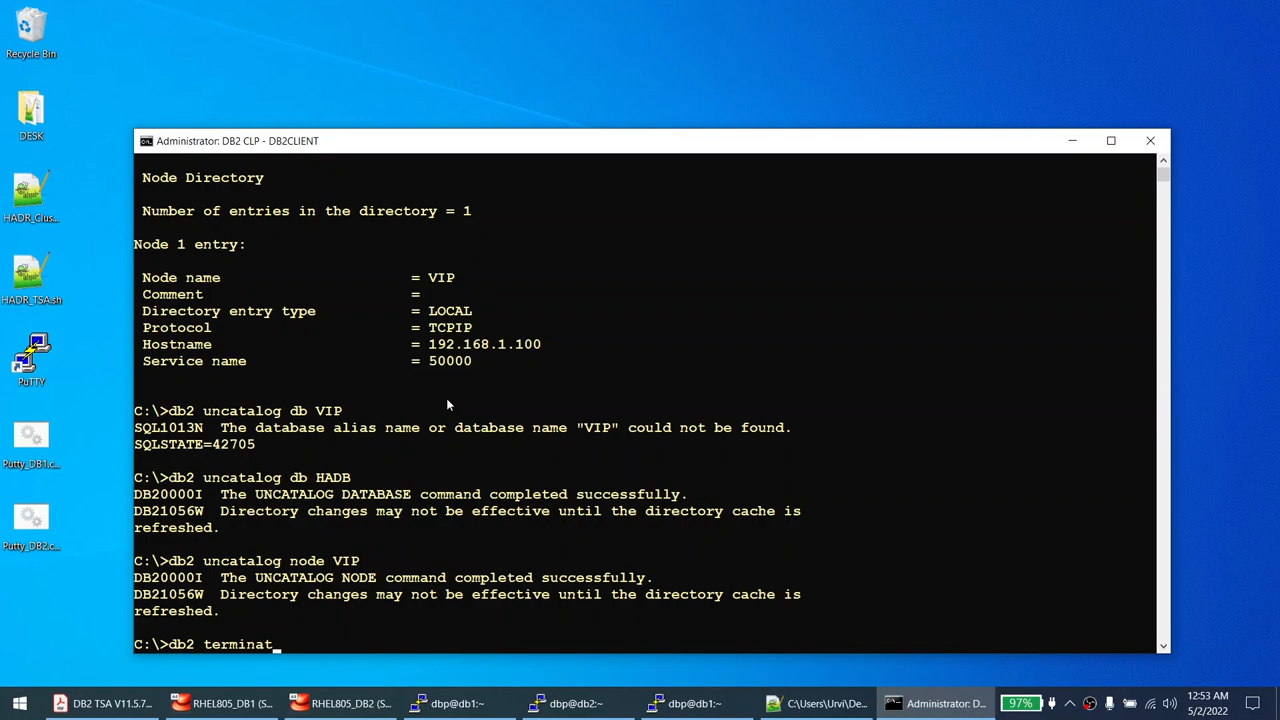 Recycle Bin
DESK
HADR_Clus...
HADR_TSA.sh
PuTTY
Putty_DB1.c...
Putty_DB2.c...
Administrator: DB2 CLP - DB2CLIENT
Node Directory
Number of entries in the directory = 1
Node 1 entry:
Node name = VIP
Comment =
Directory entry type = LOCAL
Protocol = TCPIP
Hostname = 192.168.1.100
Service name = 50000
C:\>db2 uncatalog db VIP
SQL1013N The database alias name or database name "VIP" could not be found.
SQLSTATE=42705
C:\>db2 uncatalog db HADB
DB20000I The UNCATALOG DATABASE command completed successfully.
DB21056W Directory changes may not be effective until the directory cache is
refreshed.
C:\>db2 uncatalog node VIP
DB20000I The UNCATALOG NODE command completed successfully.
DB21056W Directory changes may not be effective until the directory cache is
refreshed.
C:\>db2 terminat_
DB2 TSA V11.5.7...
RHEL805_DB1 (S...
RHEL805_DB2 (S...
dbp@db1:~
dbp@db2:~
dbp@db1:~
C:\Users\Urvi\De...
Administrator: D...
97%
12:53 AM
5/2/2022